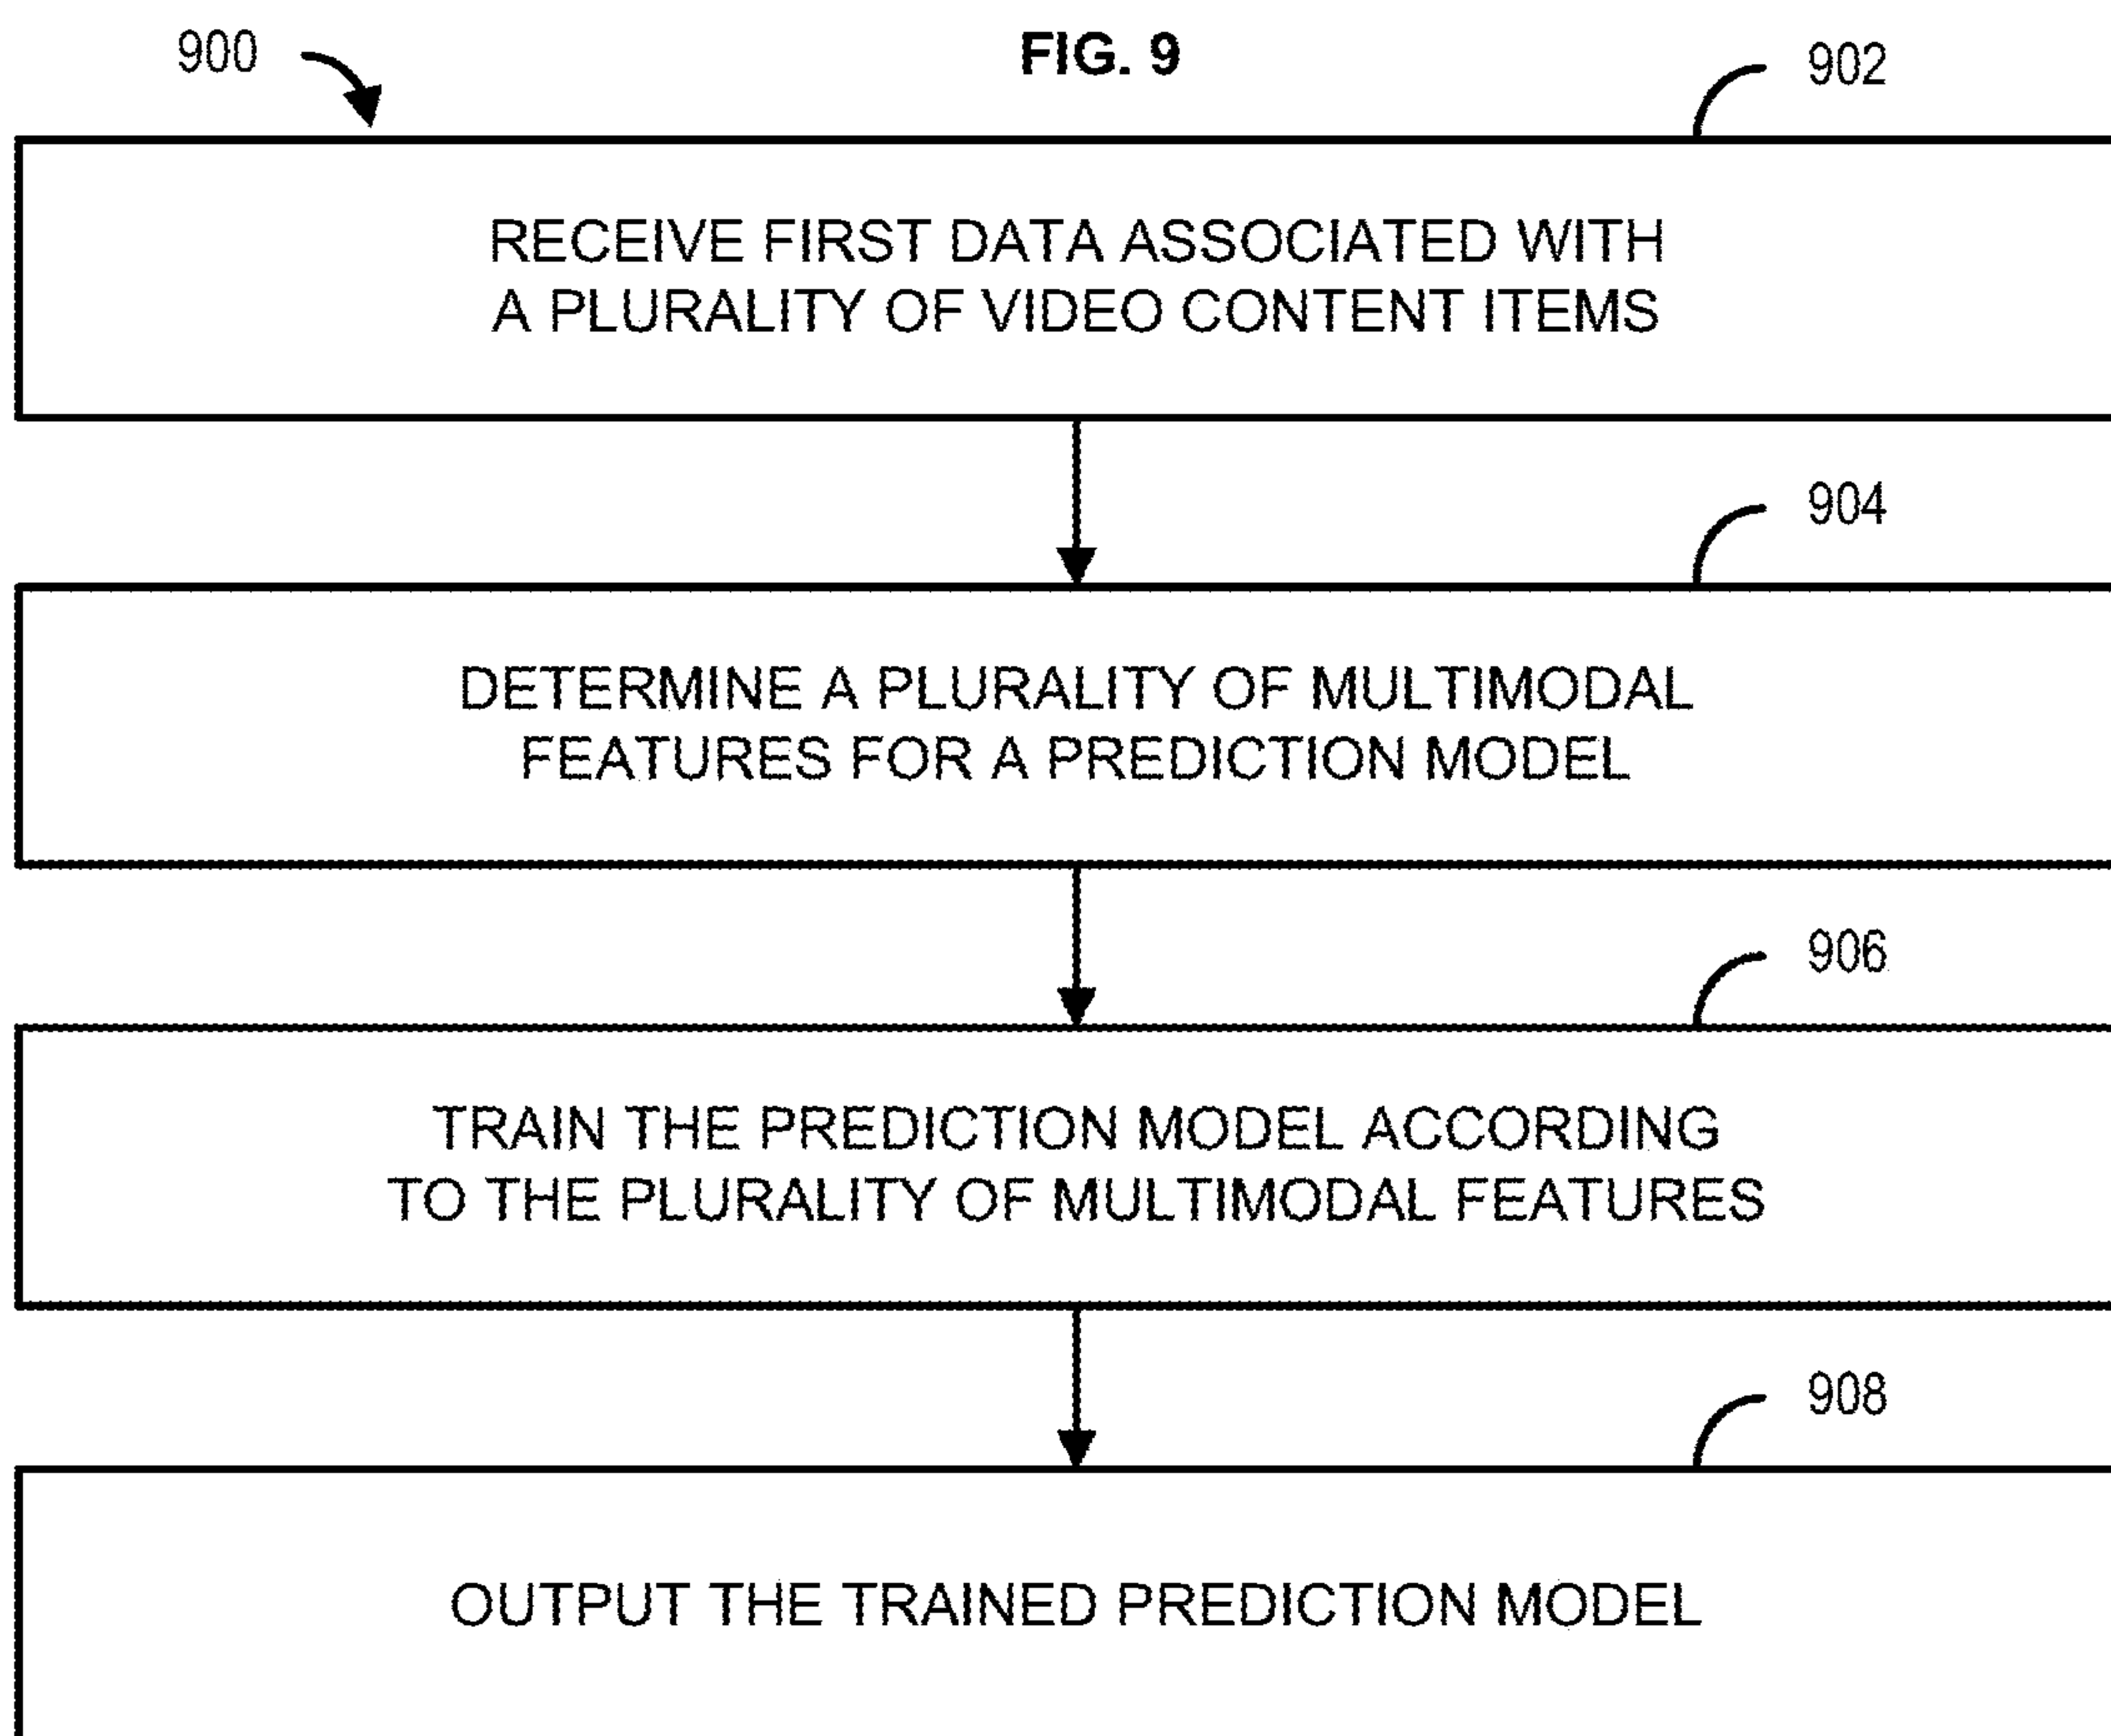 900
FIG. 9
902
RECEIVE FIRST DATA ASSOCIATED WITH
A PLURALITY OF VIDEO CONTENT ITEMS
904
DETERMINE A PLURALITY OF MULTIMODAL
FEATURES FOR A PREDICTION MODEL
906
TRAIN THE PREDICTION MODEL ACCORDING
TO THE PLURALITY OF MULTIMODAL FEATURES
908
OUTPUT THE TRAINED PREDICTION MODEL